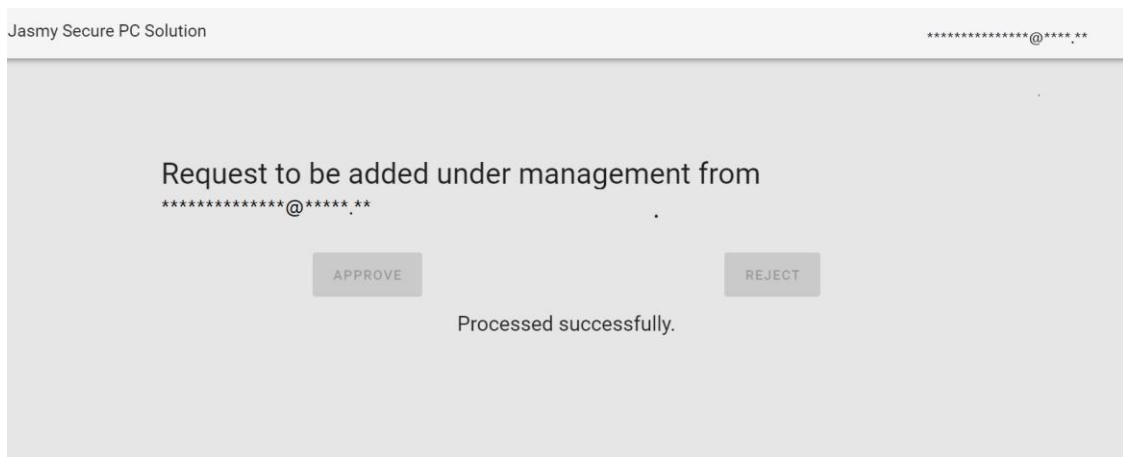 Jasmy Secure PC Solution
***************@****.**
Request to be added under management from
**************@*****.**
APPROVE
REJECT
Processed successfully.